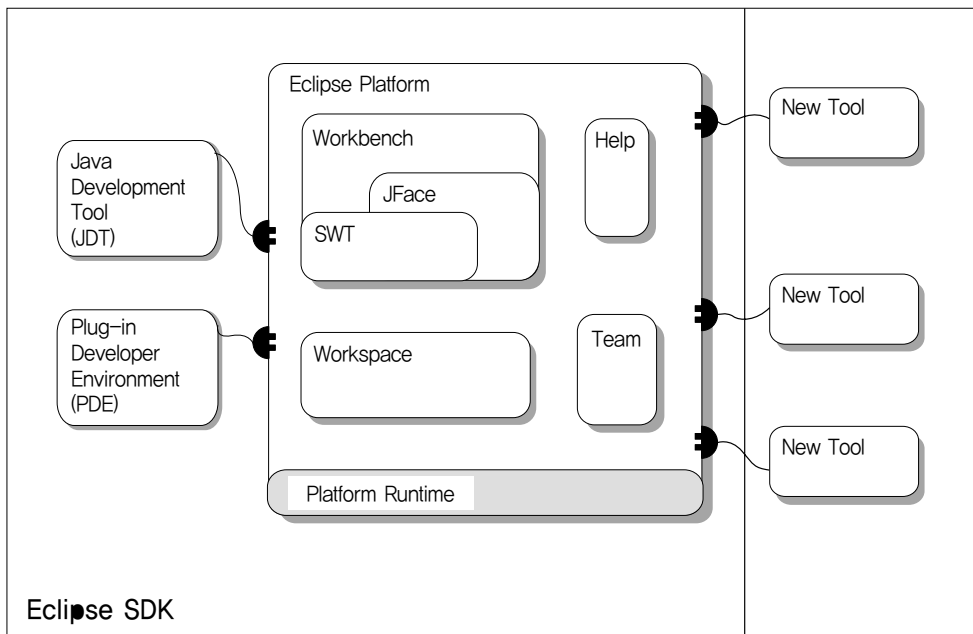 Eclipse Platform
Workbench
JFace
SWT
Help
Workspace
Team
Platform Runtime
Java
Development
Tool
(JDT)
Plug-in
Developer
Environment
(PDE)
New Tool
New Tool
New Tool
Eclipse SDK